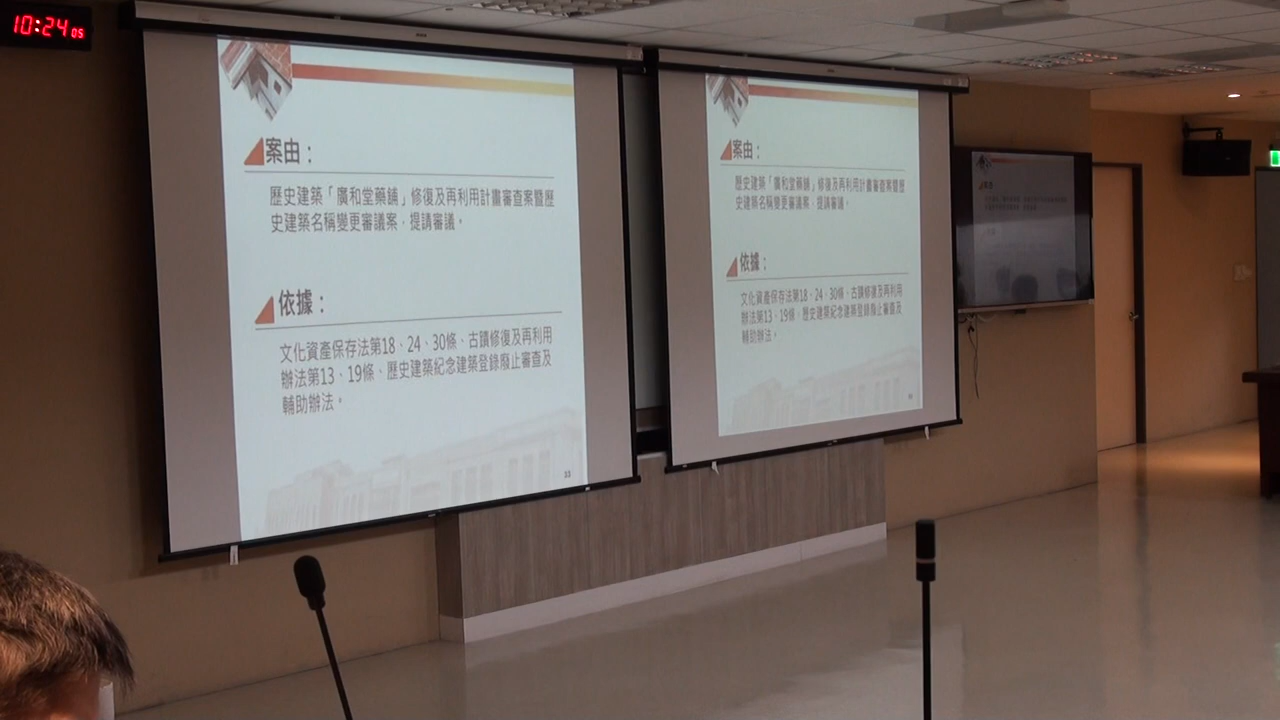 10:24 05
案由：
歷史建築「廣和堂藥舖」修復及再利用計畫審查案暨歷
史建築名稱變更審議案，提請審議。
依據：
文化資產保存法第18、24、30條、古蹟修復及再利用
辦法第13、19條、歷史建築紀念建築登錄廢止審查及
輔助辦法。
33
案由：
歷史建築「廣和堂藥舖」修復及再利用計畫審查案暨歷
史建築名稱變更審議案，提請審議。
依據：
文化資產保存法第18、24、30條、古蹟修復及再利用
辦法第13、19條、歷史建築紀念建築登錄廢止審查及
輔助辦法。